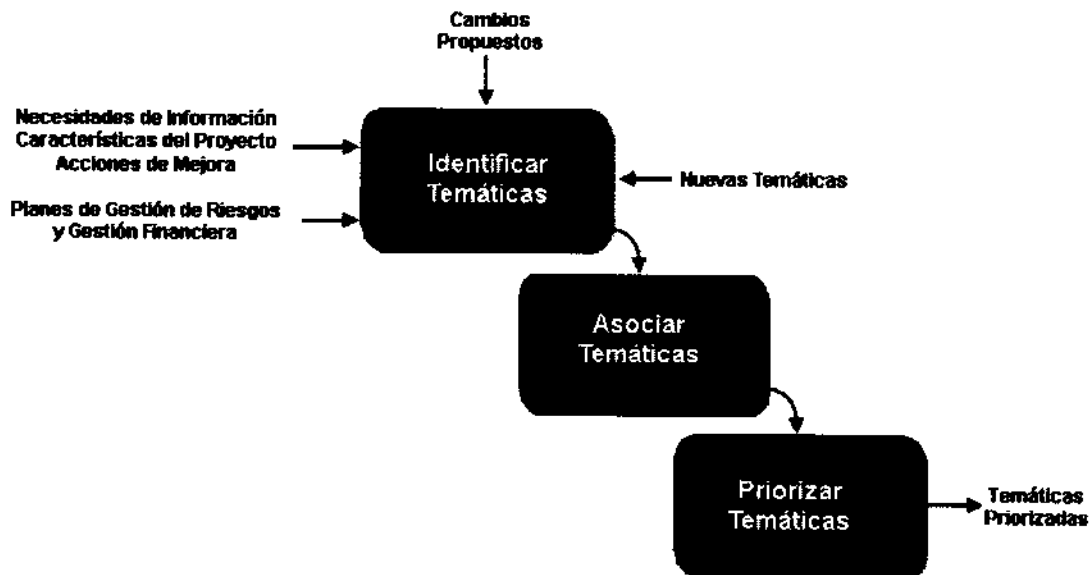 Cambios
Propuestos
Necesidades de Información
Características del Proyecto
Acciones de Mejora
Identificar
Temáticas
Nuevas Temáticas
Planes de Gestión de Riesgos
y Gestión Financiera
Asociar
Temáticas
Priorizar
Temáticas
Temáticas
Priorizadas